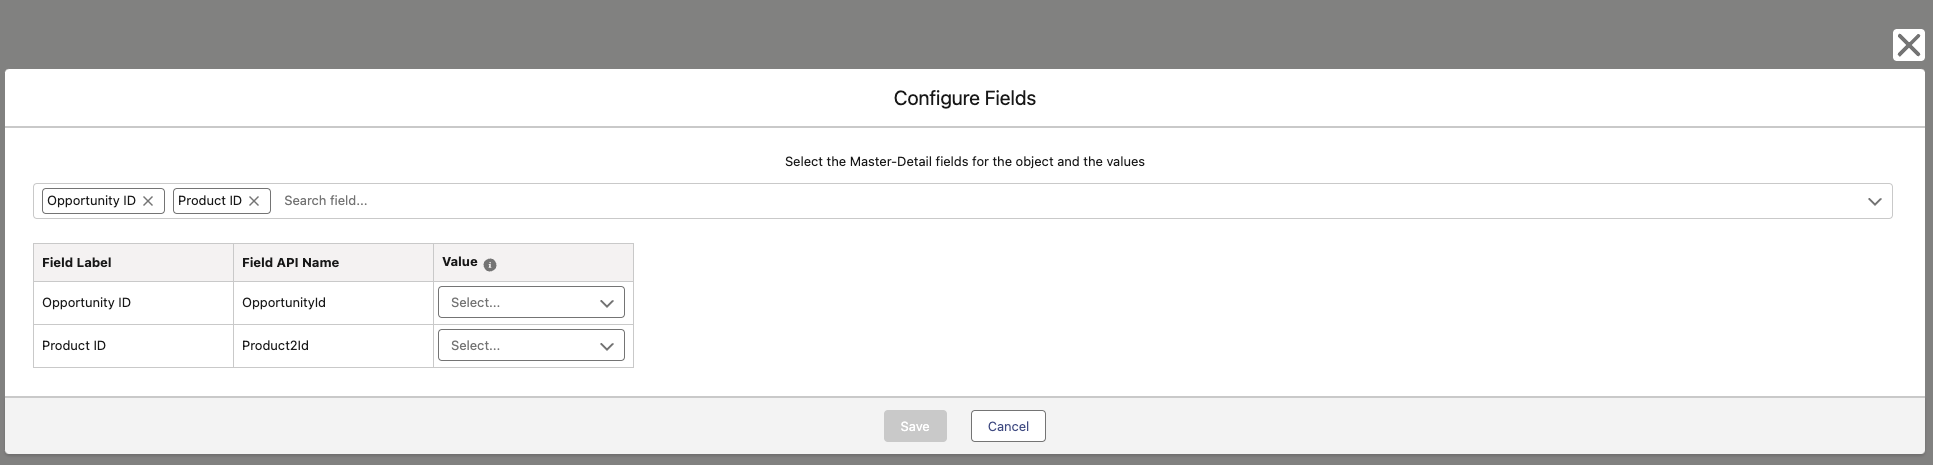 Configure Fields
Select the Master-Detail fields for the object and the values
Opportunity ID Product ID Search field...
Field Label Field API Name Value
Opportunity ID OpportunityId Select...
Product ID Product2Id Select...
Save Cancel